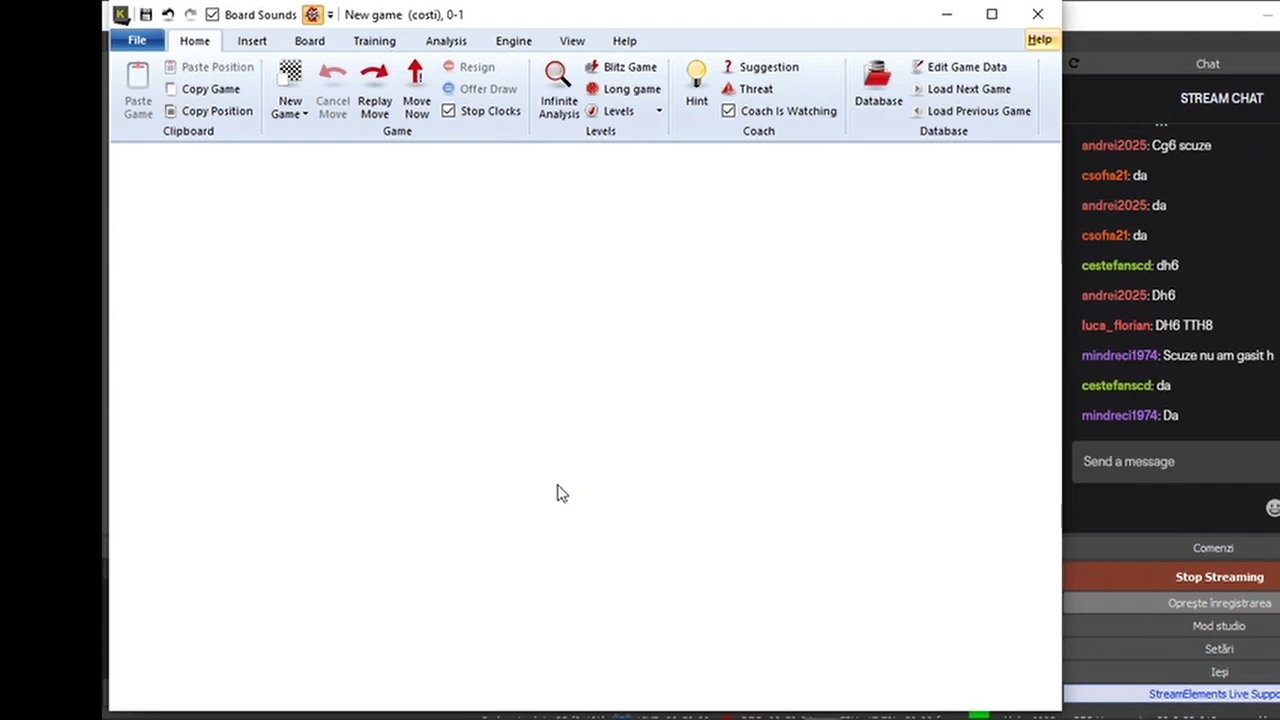 Board Sounds New game (costi), 0-1
File Home Insert Board Training Analysis Engine View Help Help
Paste Game
Paste Position
Copy Game
Copy Position
Clipboard
New Game
Cancel Move
Replay Move
Move Now
Resign
Offer Draw
Stop Clocks
Game
Infinite Analysis
Blitz Game
Long game
Levels
Levels
Hint
Suggestion
Threat
Coach Is Watching
Coach
Database
Edit Game Data
Load Next Game
Load Previous Game
Database
Chat
STREAM CHAT
andrei2025: Cg6 scuze
csofia21: da
andrei2025: da
csofia21: da
cestefanscd: dh6
andrei2025: Dh6
luca_florian: DH6 TTH8
mindreci1974: Scuze nu am gasit h
cestefanscd: da
mindreci1974: Da
Send a message
Comenzi
Stop Streaming
Oprește înregistrarea
Mod studio
Setări
Ieși
StreamElements Live Suppo